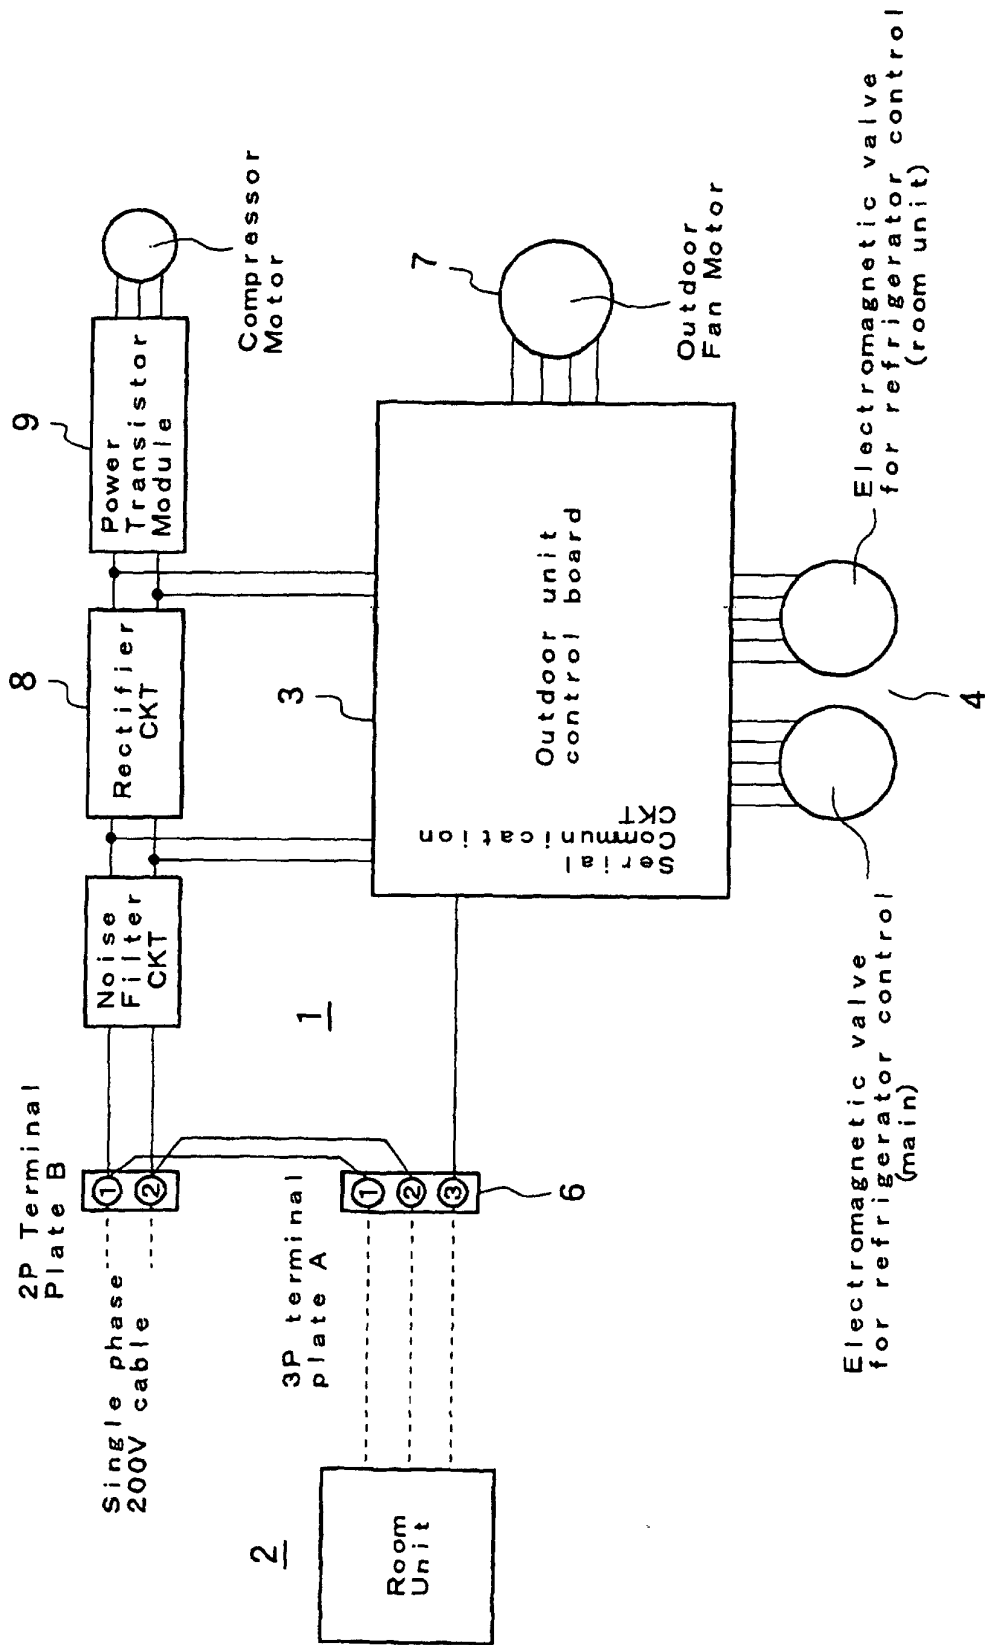 2P Terminal
Plate B
Single phase
200V cable
1
2
Noise
Filter
CKT
8
Rectifier
CKT
9
Power
Transistor
Module
Compressor
Motor
1
3P terminal
plate A
1
2
3
6
2
Room
Unit
3
Outdoor unit
control board
Serial
Communication
CKT
7
Outdoor
Fan Motor
4
Electromagnetic valve
for refrigerator control
(main)
Electromagnetic valve
for refrigerator control
(room unit)